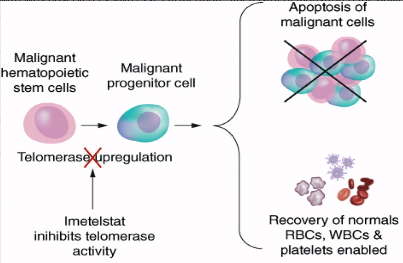 Apoptosis of
malignant cells
Malignant
hematopoietic
stem cells
Malignant
progenitor cell
Telomerase upregulation
Imetelstat
inihibits telomerase
activity
Recovery of normals
RBCs, WBCs &
platelets enabled